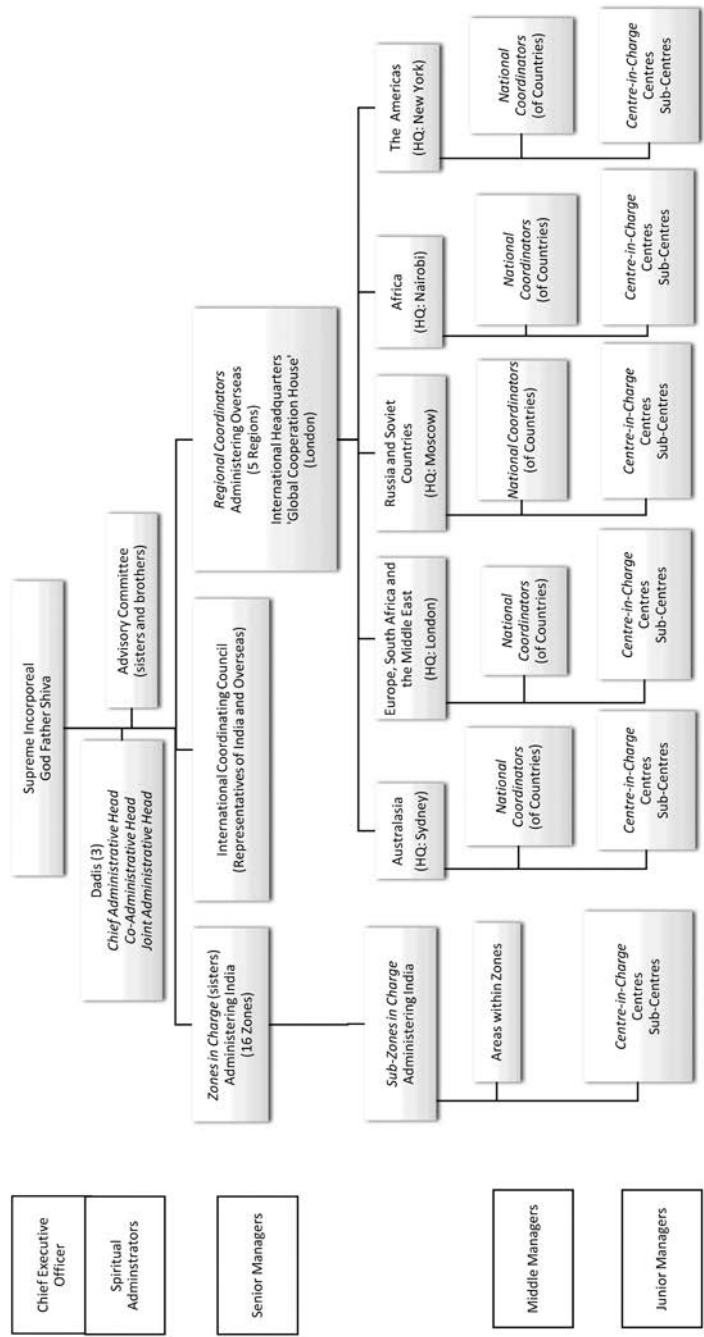 Chief Executive
Officer
Spiritual
Adminstrators
Senior Managers
Middle Managers
Junior Managers
Supreme Incorporeal
God Father Shiva
Dadis (3)
Chief Administrative Head
Co-Administrative Head
Joint Administrative Head
Advisory Committee
(sisters and brothers)
Zones in Charge (sisters)
Administering India
(16 Zones)
International Coordinating Council
(Representatives of India and Overseas)
Regional Coordinators
Administering Overseas
(5 Regions)
International Headquarters
'Global Cooperation House'
(London)
Sub-Zones in Charge
Administering India
Areas within Zones
Centre-in-Charge
Centres
Sub-Centres
Australasia
(HQ: Sydney)
National
Coordinators
(of Countries)
Centre-in-Charge
Centres
Sub-Centres
Europe, South Africa and
the Middle East
(HQ: London)
National
Coordinators
(of Countries)
Centre-in-Charge
Centres
Sub-Centres
Russia and Soviet
Countries
(HQ: Moscow)
National Coordinators
(of Countries)
Centre-in-Charge
Centres
Sub-Centres
Africa
(HQ: Nairobi)
National
Coordinators
(of Countries)
Centre-in-Charge
Centres
Sub-Centres
The Americas
(HQ: New York)
National
Coordinators
(of Countries)
Centre-in-Charge
Centres
Sub-Centres